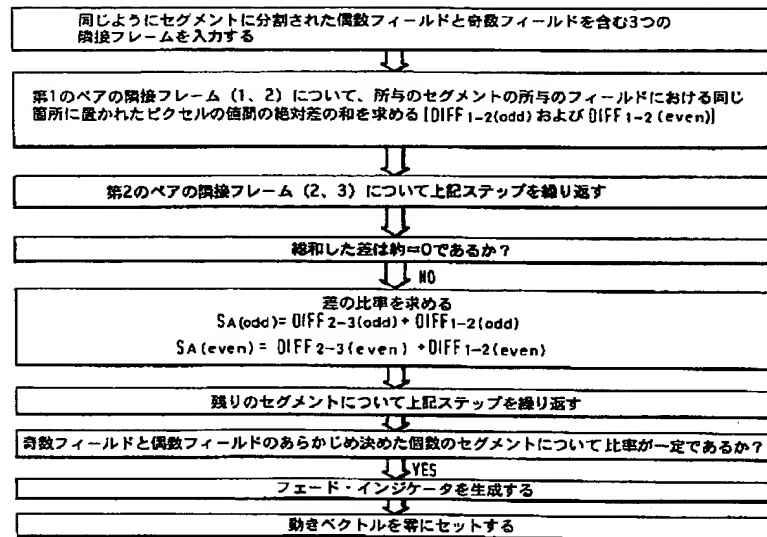 同じようにセグメントに分割された偶数フィールドと奇数フィールドを含む3つの
隣接フレームを入力する
第1のペアの隣接フレーム (1、2) について、所与のセグメントの所与のフィールドにおける同じ
箇所に置かれたピクセルの値間の絶対差の和を求める [DIFF1-2(odd) および DIFF1-2(even)]
第2のペアの隣接フレーム (2、3) について上記ステップを繰り返す
総和した差は約=0であるか?
NO
差の比率を求める
SA(odd)= DIFF2-3(odd)+ DIFF1-2(odd)
SA(even)= DIFF2-3(even) +DIFF1-2(even)
残りのセグメントについて上記ステップを繰り返す
奇数フィールドと偶数フィールドのあらかじめ決めた個数のセグメントについて比率が一定であるか?
YES
フェード・インジケータを生成する
動きベクトルを零にセットする